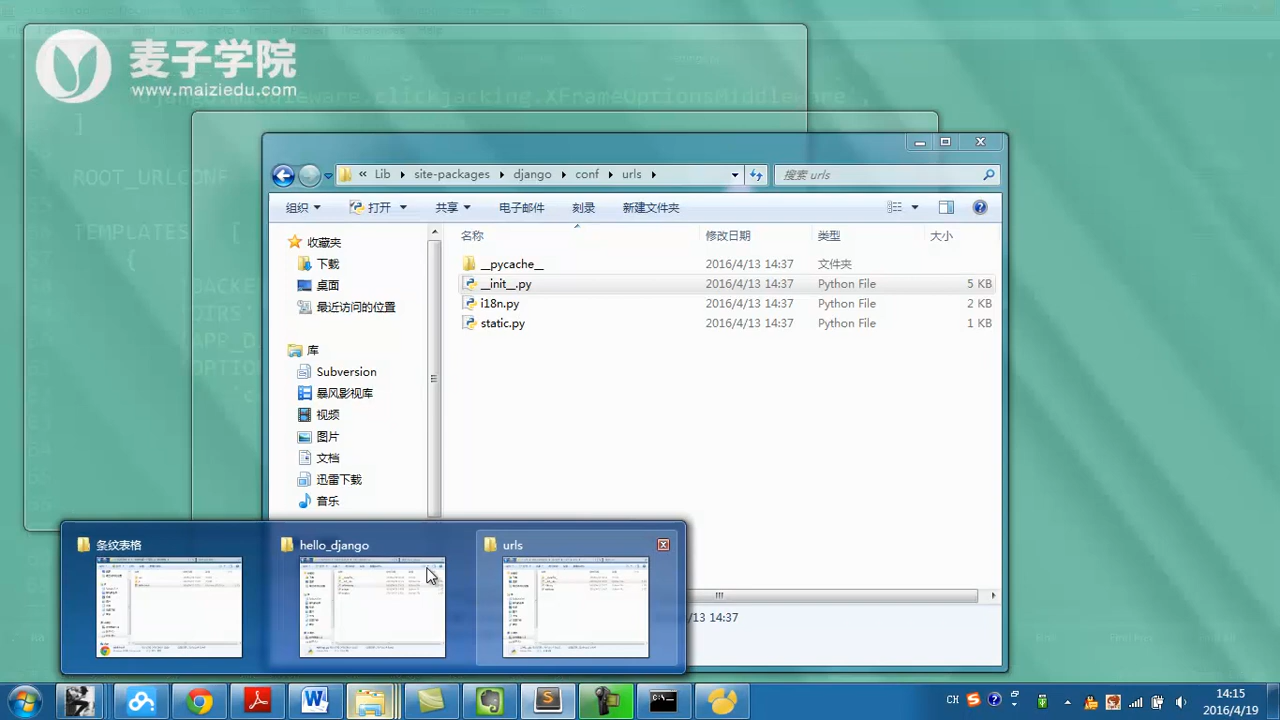 麦子学院
www.maiziedu.com
django.middleware.clickjacking.XFrameOptionsMiddleware',
]
ROOT_URLCONF
TEMPLATES
[
{
'DIRS'
« Lib site-packages django conf urls
搜索 urls
组织 打开 共享 电子邮件 刻录 新建文件夹
收藏夹
下载
桌面
最近访问的位置
库
Subversion
暴风影视库
视频
图片
文档
迅雷下载
音乐
名称 修改日期 类型 大小
__pycache__ 2016/4/13 14:37 文件夹
__init__.py 2016/4/13 14:37 Python File 5 KB
i18n.py 2016/4/13 14:37 Python File 2 KB
static.py 2016/4/13 14:37 Python File 1 KB
/13 14:37
条纹表格 hello_django urls
CH
14:15
2016/4/19